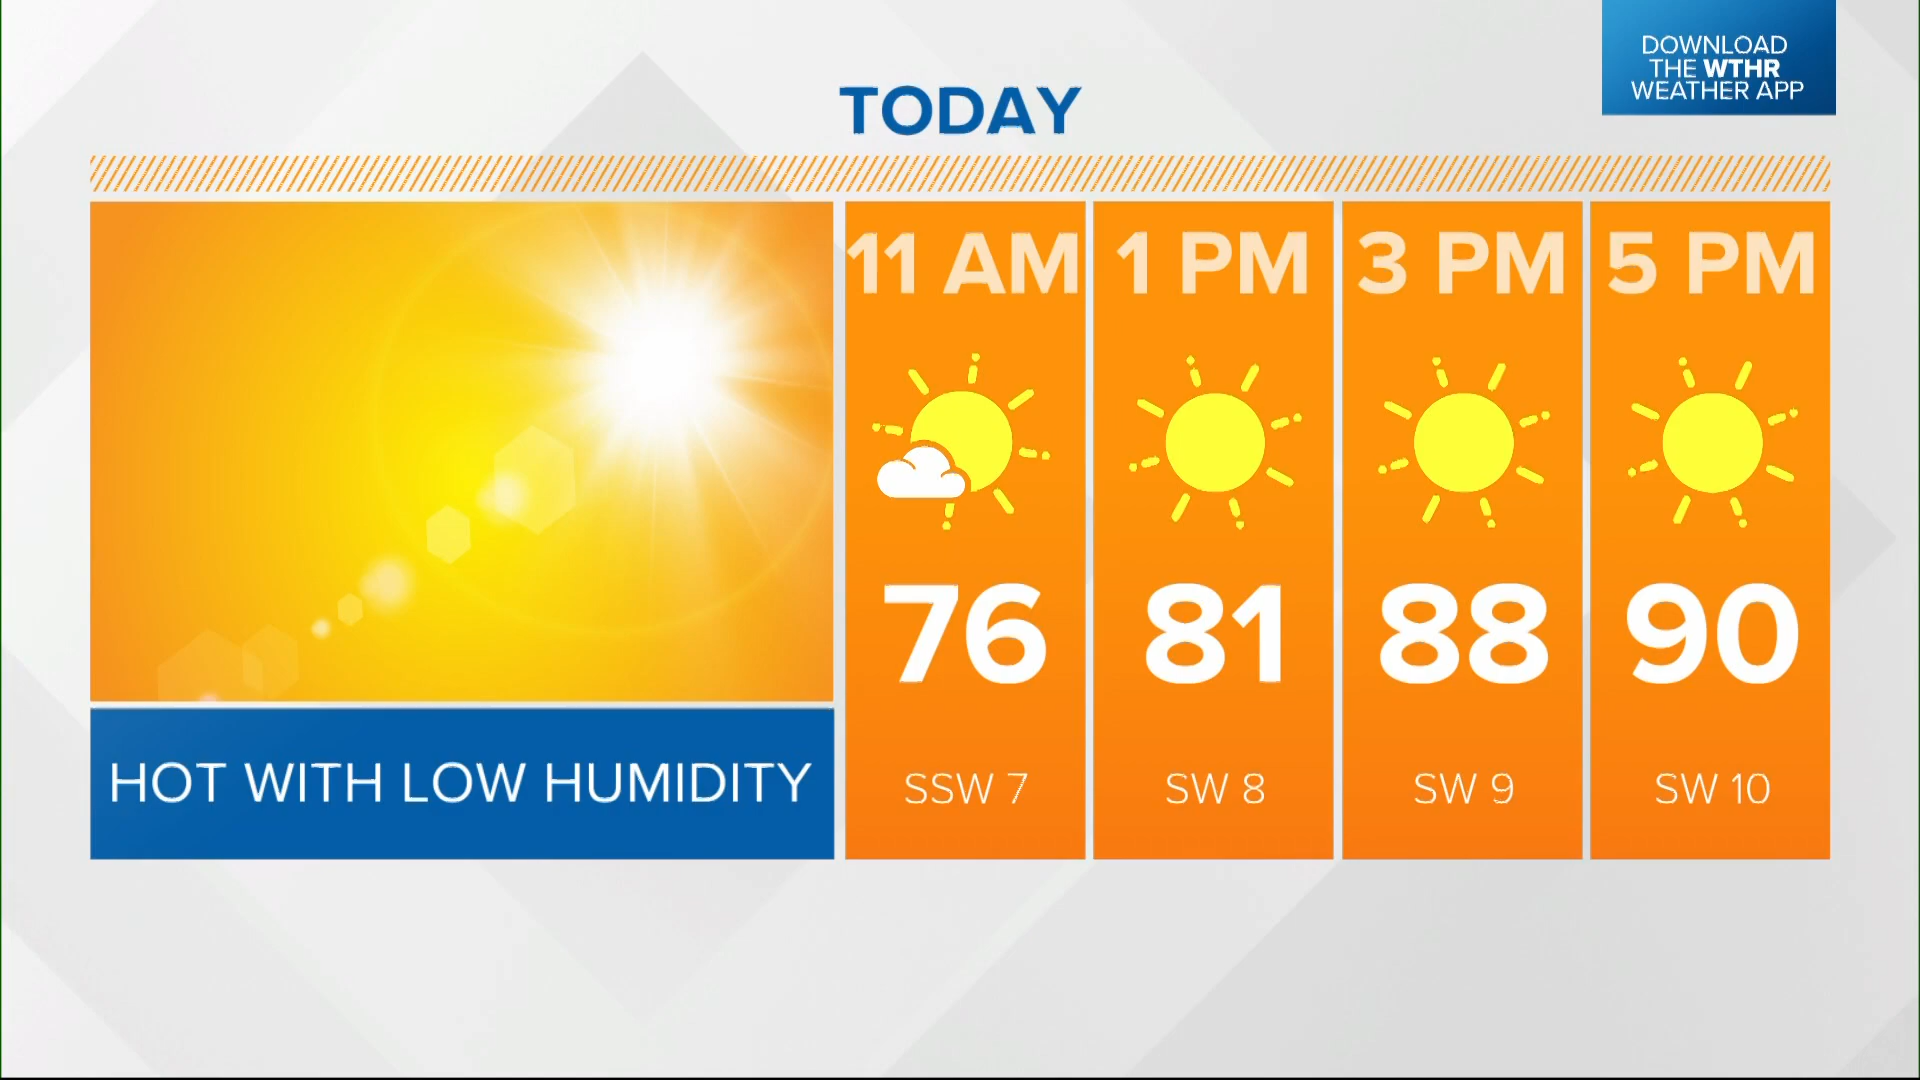 DOWNLOAD
THE WTHR
WEATHER APP
TODAY
HOT WITH LOW HUMIDITY
11 AM
76
SSW 7
1 PM
81
SW 8
3 PM
88
SW 9
5 PM
90
SW 10